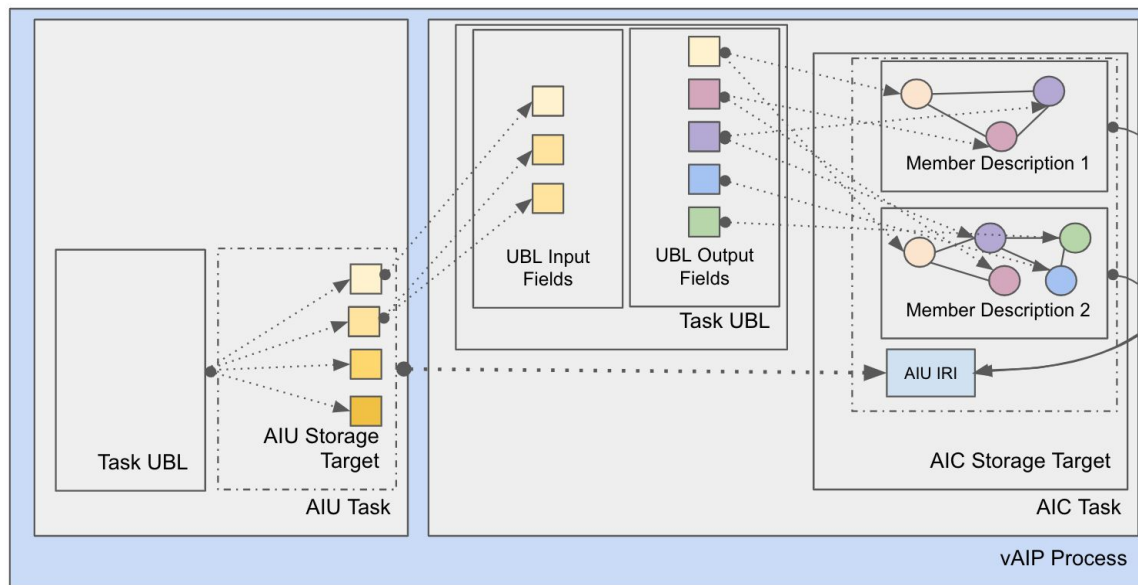 Member Description 1
UBL Input
Fields
UBL Output
Fields
Member Description 2
Task UBL
AIU IRI
Task UBL
AIU Storage
Target
AIC Storage Target
AIU Task
AIC Task
vAIP Process